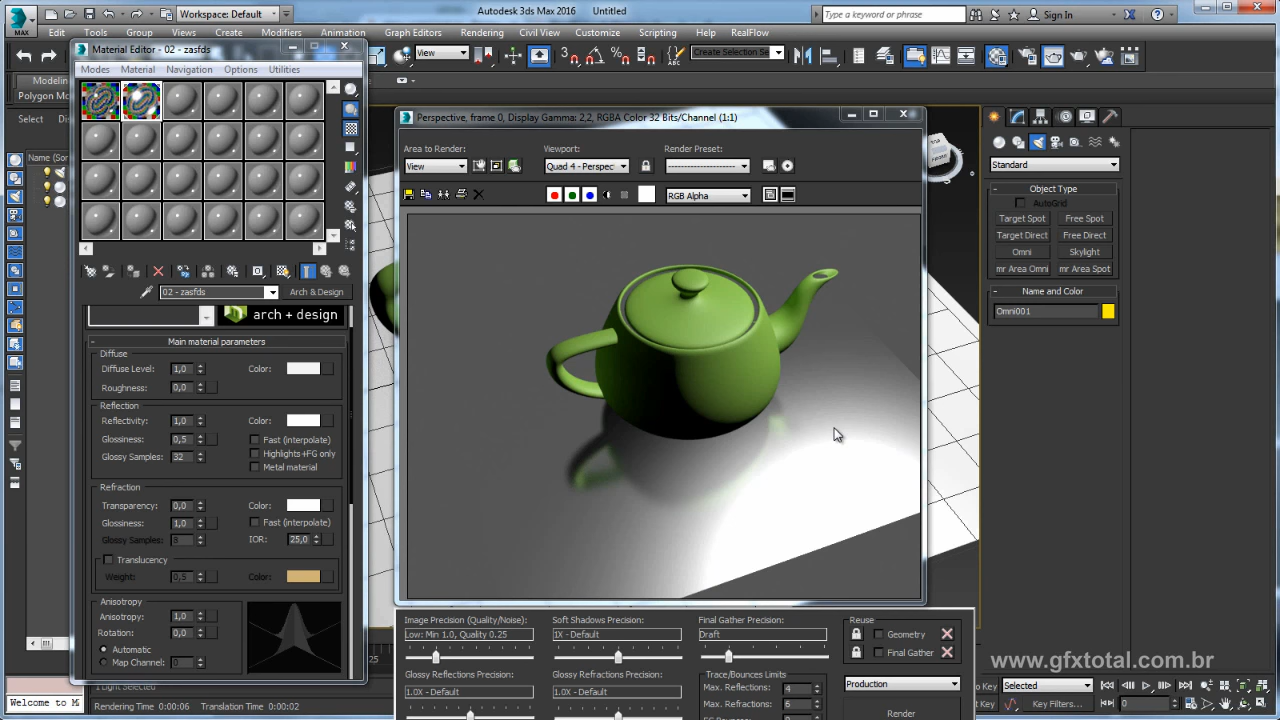 Autodesk 3ds Max 2016 Untitled
MAX
Workspace: Default
Type a keyword or phrase
Sign In
Edit Tools Group Views Create Modifiers Graph Editors Rendering Civil View Customize Scripting Help RealFlow
Material Editor - 02 - zasfds
Modes Material Navigation Options Utilities
View
3
Create Selection Se
Modeling
Polygon Mo
Select
Name (Sor
02 - zasfds
Arch & Design
arch + design
Main material parameters
Diffuse
Diffuse Level: 1,0 Color:
Roughness: 0,0
Reflection
Reflectivity: 1,0 Color:
Glossiness: 0,5 Fast (interpolate)
Highlights+FG only
Glossy Samples: 32
Metal material
Refraction
Transparency: 0,0 Color:
Glossiness: 1,0 Fast (interpolate)
Glossy Samples: 8 IOR: 25,0
Translucency
Weight: 0,5 Color:
Anisotropy
Anisotropy: 1,0
Rotation: 0,0
Automatic
Map Channel: 0
Perspective, frame 0, Display Gamma: 2,2, RGBA Color 32 Bits/Channel (1:1)
Area to Render: Viewport: Render Preset:
View Quad 4 - Perspec --------------------
RGB Alpha
Standard
Object Type
AutoGrid
Target Spot Free Spot
Target Direct Free Direct
Omni Skylight
mr Area Omni mr Area Spot
Name and Color
Omni001
Image Precision (Quality/Noise): Soft Shadows Precision: Final Gather Precision: Reuse
Low: Min 1.0, Quality 0.25 1X - Default Draft Geometry
Final Gather
Glossy Reflections Precision: Glossy Refractions Precision: Trace/Bounces Limits
1.0X - Default 1.0X - Default Max. Reflections: 4 Production
Max. Refractions: 6
Render
25
1 Light Selected
Welcome to M
Rendering Time 0:00:06 Translation Time 0:00:02
www.gfxtotal.com.br
Selected
Key Filters...
0